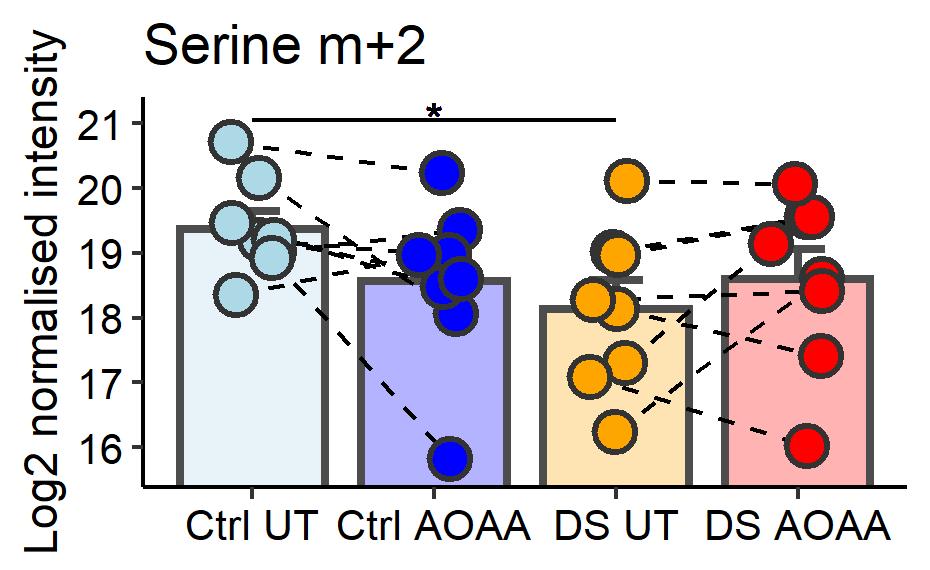 Serine m+2
Log2 normalised intensity
21
20
19
18
17
16
*
Ctrl UT Ctrl AOAA DS UT DS AOAA